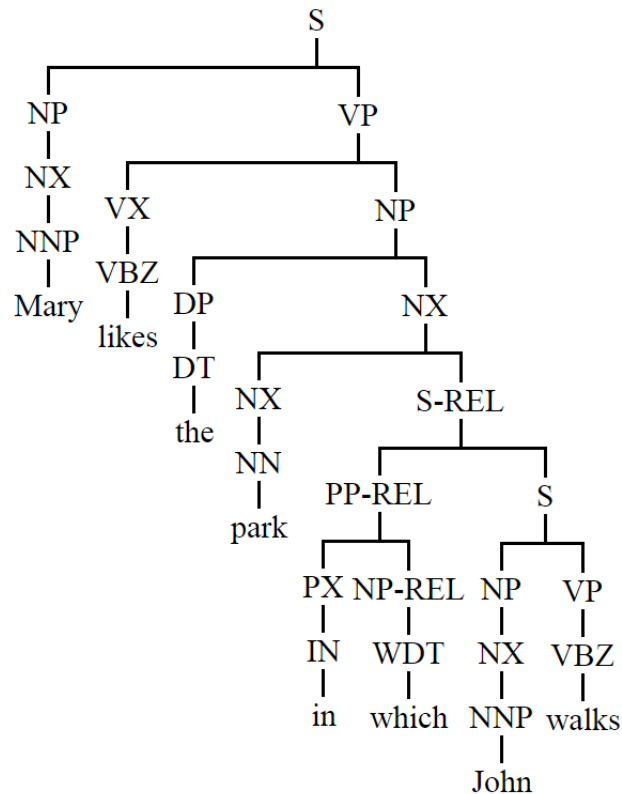 S
NP VP
NX VX NP
NNP VBZ DP NX
Mary likes DT NX S-REL
the NN PP-REL S
park PX NP-REL NP VP
IN WDT NX VBZ
in which NNP walks
John